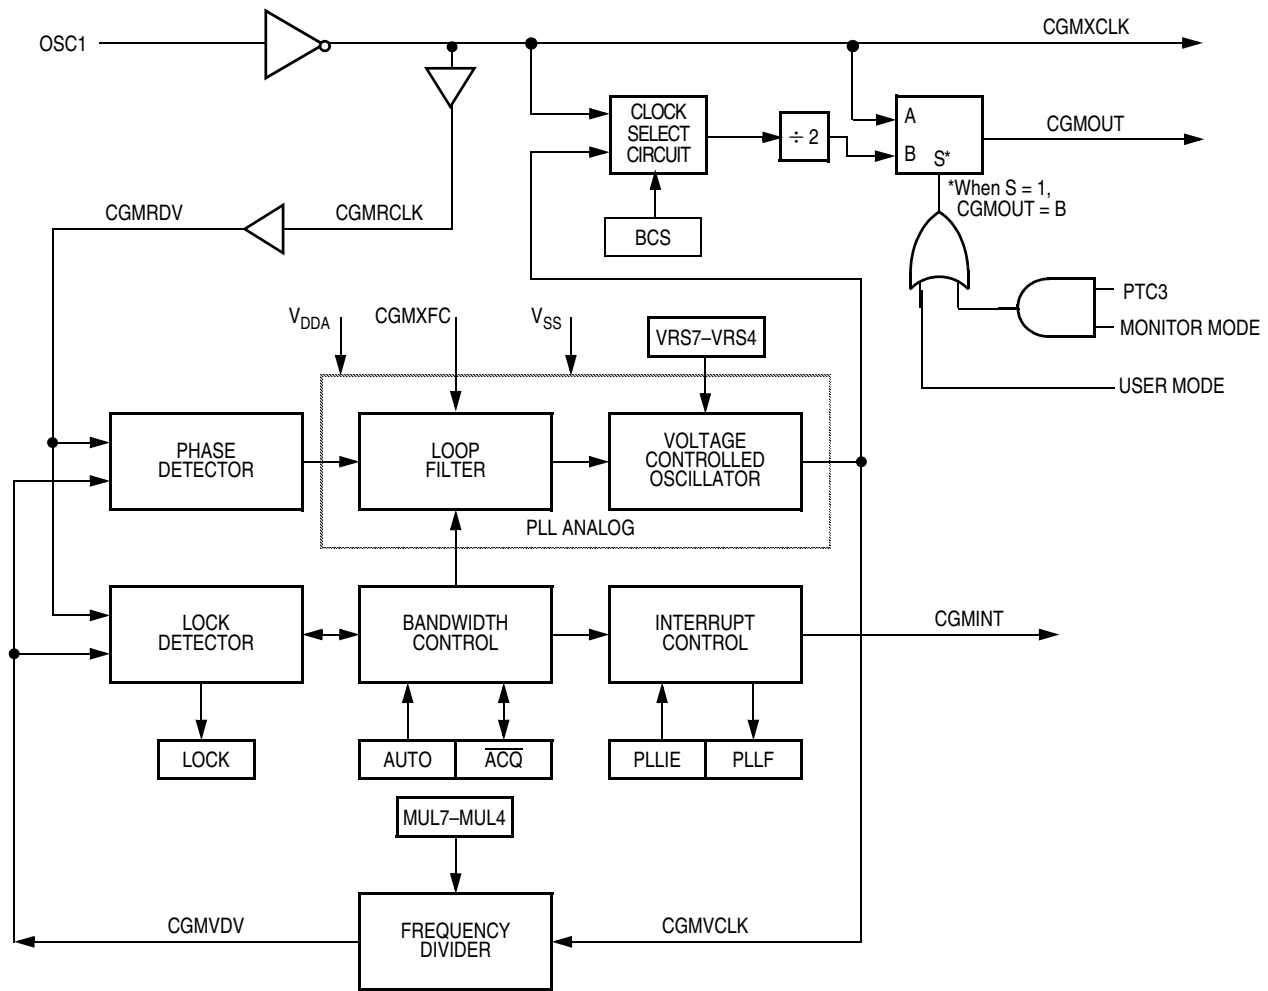 OSC1
CGMXCLK
CLOCK
SELECT
CIRCUIT
÷ 2
A
B
S*
CGMOUT
*When S = 1,
CGMOUT = B
CGMRDV
CGMRCLK
BCS
PTC3
MONITOR MODE
USER MODE
VDDA
CGMXFC
VSS
VRS7–VRS4
PHASE
DETECTOR
LOOP
FILTER
VOLTAGE
CONTROLLED
OSCILLATOR
PLL ANALOG
LOCK
DETECTOR
BANDWIDTH
CONTROL
INTERRUPT
CONTROL
CGMINT
LOCK
AUTO
ACQ
PLLIE
PLLF
MUL7–MUL4
CGMVDV
FREQUENCY
DIVIDER
CGMVCLK